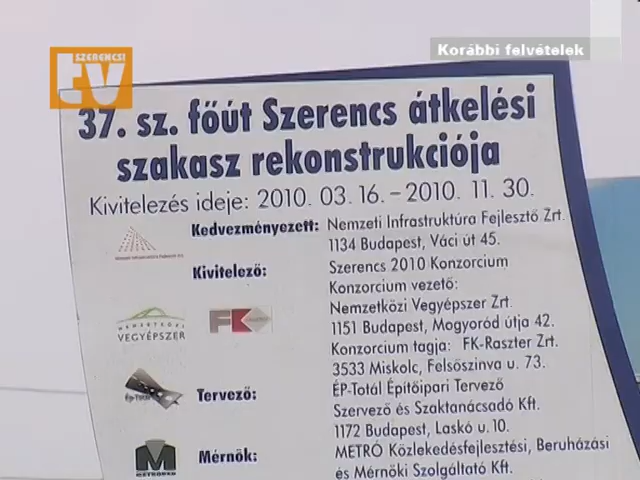 Korábbi felvételek
SZERENCSI
tv
37. sz. főút Szerencs átkelési
szakasz rekonstrukciója
Kivitelezés ideje: 2010. 03. 16. – 2010. 11. 30.
Kedvezményezett: Nemzeti Infrastruktúra Fejlesztő Zrt.
1134 Budapest, Váci út 45.
Kivitelező: Szerencs 2010 Konzorcium
Konzorcium vezető:
NEMZETKÖZI
VEGYÉPSZER
FK
Nemzetközi Vegyépszer Zrt.
1151 Budapest, Mogyoród útja 42.
Konzorcium tagja: FK-Raszter Zrt.
3533 Miskolc, Felsőszinva u. 73.
Ép-Totál
Tervező: ÉP-Totál Építőipari Tervező
Szervező és Szaktanácsadó Kft.
1172 Budapest, Laskó u. 10.
M
Mérnök: METRÓ Közlekedésfejlesztési, Beruházási
és Mérnöki Szolgáltató Kft.